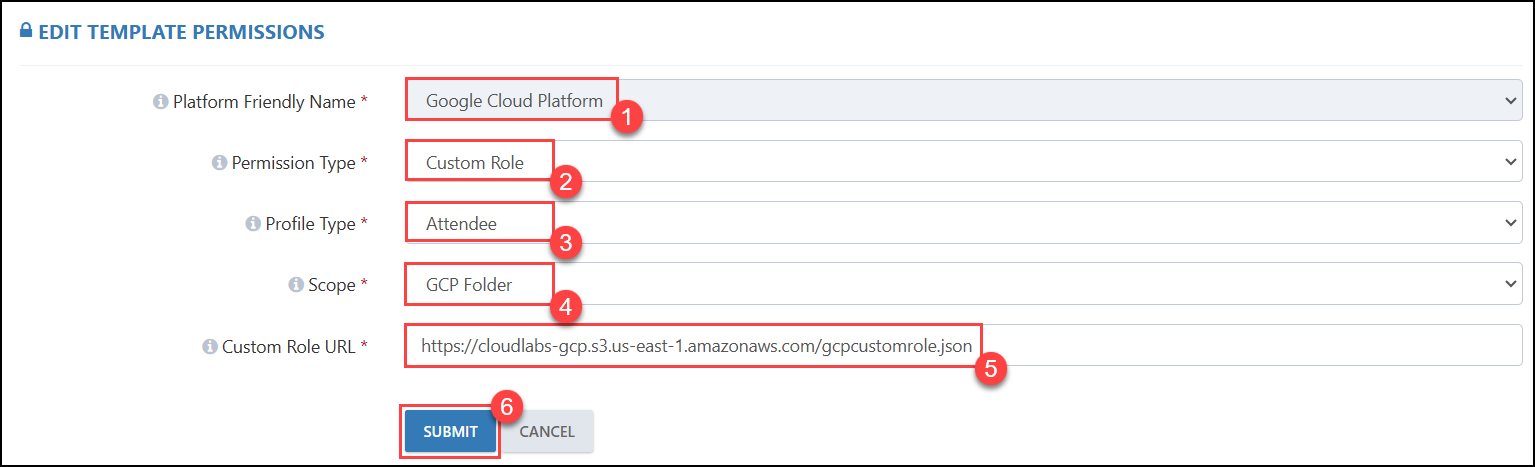 EDIT TEMPLATE PERMISSIONS
Platform Friendly Name * Google Cloud Platform 1
Permission Type * Custom Role 2
Profile Type * Attendee 3
Scope * GCP Folder 4
Custom Role URL * https://cloudlabs-gcp.s3.us-east-1.amazonaws.com/gcpcustomrole.json 5
SUBMIT 6 CANCEL